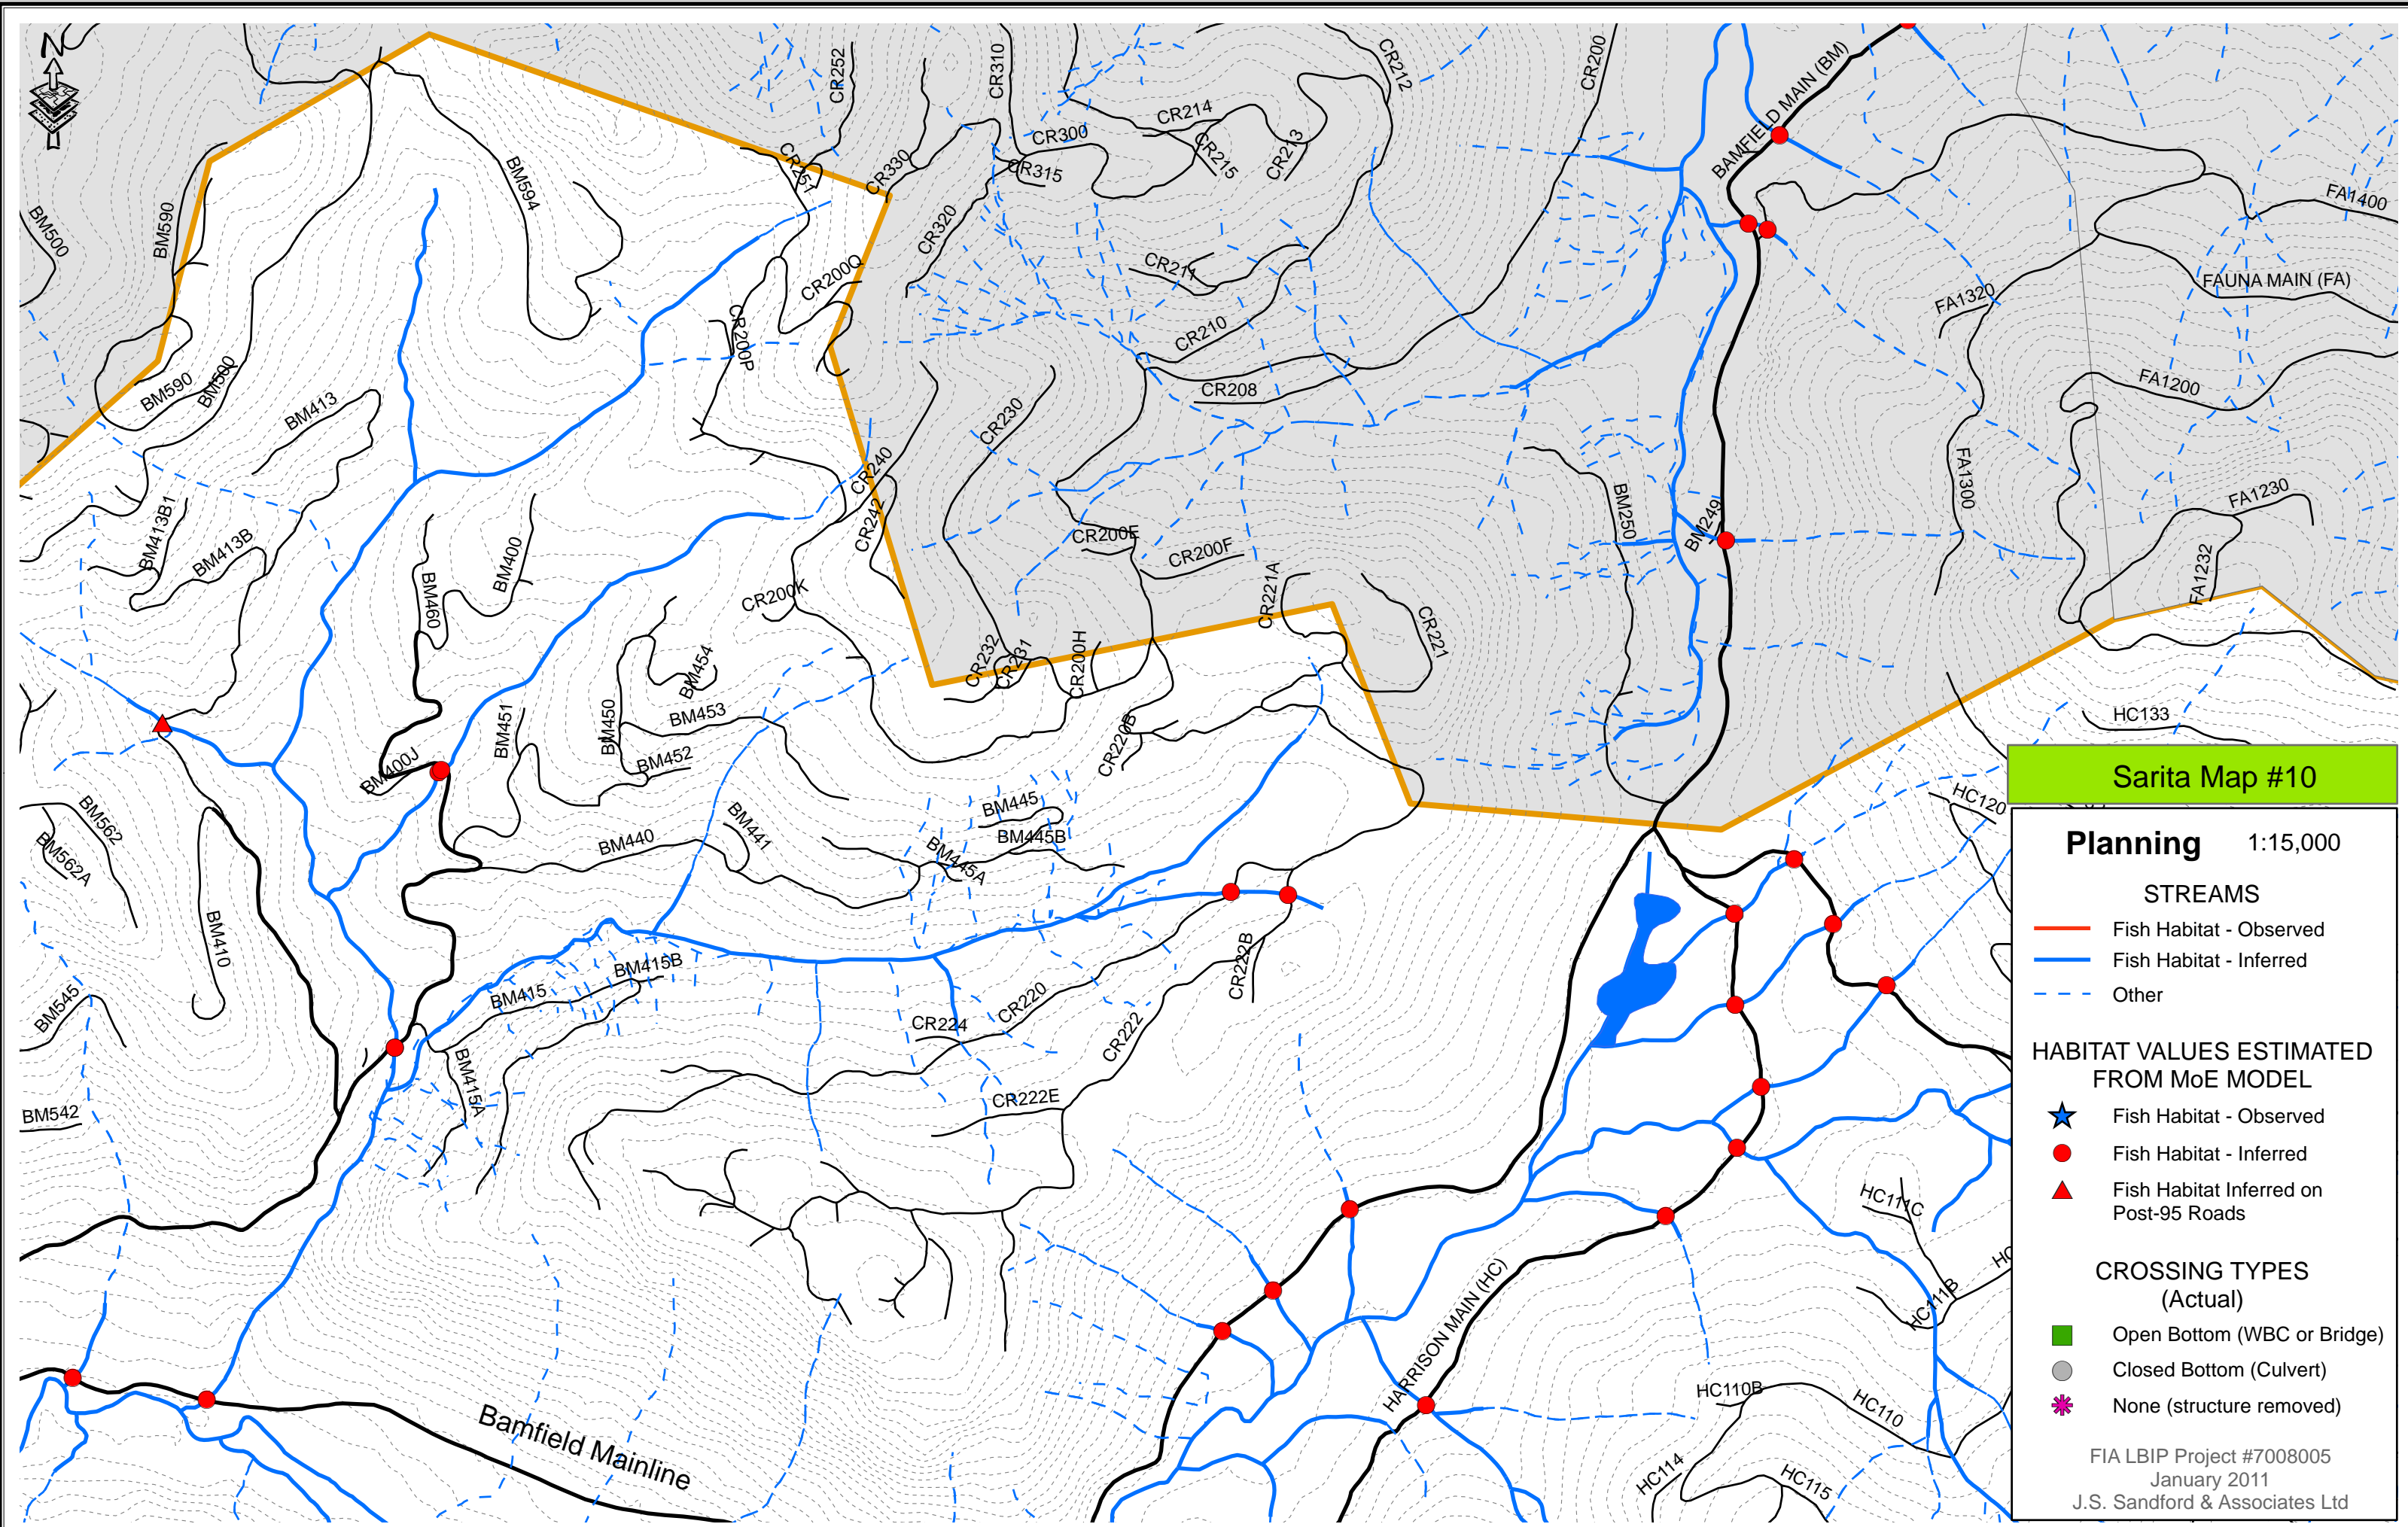 N
CR252
CR310
CR212
CR200
BAMFIELD MAIN (BM)
CR214
CR300
CR215
CR213
CR315
CR251
CR330
BM594
BM590
BM500
CR320
FA1400
CR211
CR200Q
FAUNA MAIN (FA)
FA1320
CR200P
CR210
CR208
BM590
BM500
BM413
FA1200
CR230
CR240
CR242
FA1300
FA1230
BM250
BM249
BM413B1
BM413B
BM460
BM400
CR200E
CR200F
CR221A
CR200K
FA1232
CR221
CR232
CR231
CR200H
BM454
BM453
BM450
BM451
BM452
CR220B
HC133
BM400J
Sarita Map #10
BM562
BM562A
BM440
BM441
BM445
BM445B
BM445A
HC120
Planning 1:15,000
STREAMS
Fish Habitat - Observed
Fish Habitat - Inferred
Other
BM410
BM415B
BM415
CR222B
CR220
CR224
CR222
BM545
BM415A
BM542
CR222E
HABITAT VALUES ESTIMATED
FROM MoE MODEL
Fish Habitat - Observed
Fish Habitat - Inferred
Fish Habitat Inferred on
Post-95 Roads
HC111C
HC
HC111B
HARRISON MAIN (HC)
CROSSING TYPES
(Actual)
Open Bottom (WBC or Bridge)
Closed Bottom (Culvert)
None (structure removed)
HC110B
HC110
Bamfield Mainline
HC114
HC115
FIA LBIP Project #7008005
January 2011
J.S. Sandford & Associates Ltd